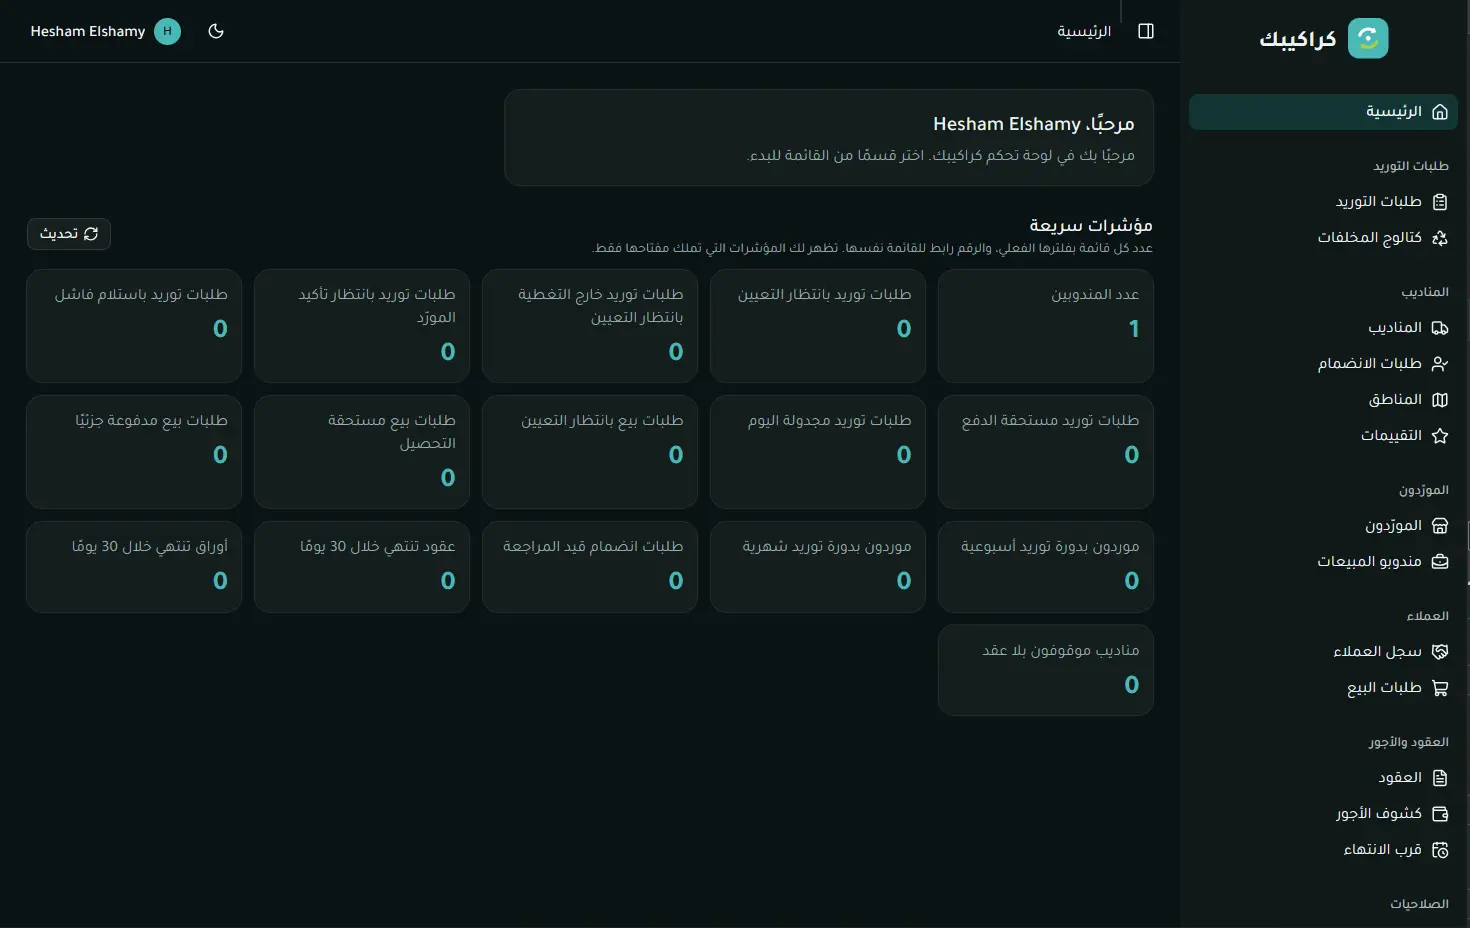 كراكيبك
الرئيسية
طلبات التوريد
طلبات التوريد
كتالوج المخلفات
المناديب
المناديب
طلبات الانضمام
المناطق
التقييمات
المورّدون
المورّدون
مندوبو المبيعات
العملاء
سجل العملاء
طلبات البيع
العقود والأجور
العقود
كشوف الأجور
قرب الانتهاء
الصلاحيات
الرئيسية
H
Hesham Elshamy
مرحبًا، Hesham Elshamy
مرحبًا بك في لوحة تحكم كراكيبك. اختر قسمًا من القائمة للبدء.
مؤشرات سريعة
عدد كل قائمة بفلترها الفعلي، والرقم رابط للقائمة نفسها. تظهر لك المؤشرات التي تملك مفتاحها فقط.
تحديث
عدد المندوبين
1
طلبات توريد بانتظار التعيين
0
طلبات توريد خارج التغطية
بانتظار التعيين
0
طلبات توريد بانتظار تأكيد
المورّد
0
طلبات توريد باستلام فاشل
0
طلبات توريد مستحقة الدفع
0
طلبات توريد مجدولة اليوم
0
طلبات بيع بانتظار التعيين
0
طلبات بيع مستحقة
التحصيل
0
طلبات بيع مدفوعة جزئيًا
0
موردون بدورة توريد أسبوعية
0
موردون بدورة توريد شهرية
0
طلبات انضمام قيد المراجعة
0
عقود تنتهي خلال 30 يومًا
0
أوراق تنتهي خلال 30 يومًا
0
مناديب موقوفون بلا عقد
0